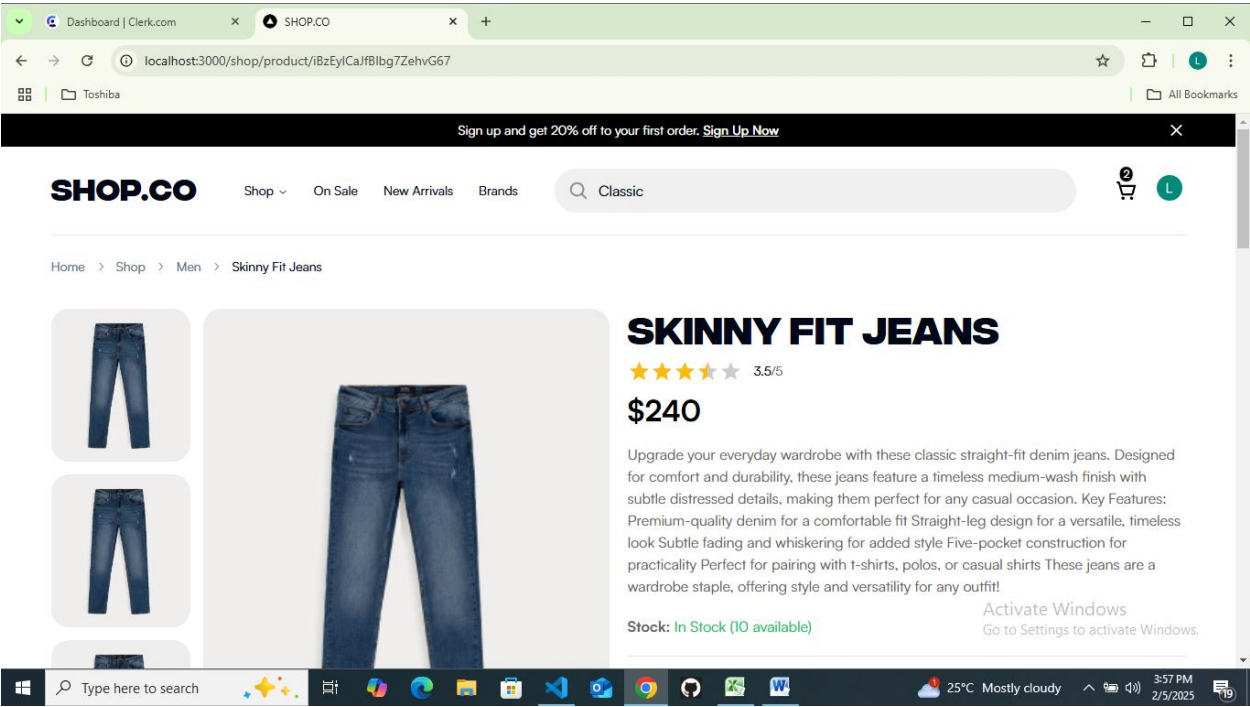 Dashboard | Clerk.com
SHOP.CO
localhost:3000/shop/product/iBzEylCaJfBlbg7ZehvG67
Toshiba
All Bookmarks
Sign up and get 20% off to your first order. Sign Up Now
SHOP.CO
Shop
On Sale
New Arrivals
Brands
Classic
2
L
Home > Shop > Men > Skinny Fit Jeans
SKINNY FIT JEANS
3.5/5
$240
Upgrade your everyday wardrobe with these classic straight-fit denim jeans. Designed
for comfort and durability, these jeans feature a timeless medium-wash finish with
subtle distressed details, making them perfect for any casual occasion. Key Features:
Premium-quality denim for a comfortable fit Straight-leg design for a versatile, timeless
look Subtle fading and whiskering for added style Five-pocket construction for
practicality Perfect for pairing with t-shirts, polos, or casual shirts These jeans are a
wardrobe staple, offering style and versatility for any outfit!
Stock: In Stock (10 available)
Activate Windows
Go to Settings to activate Windows.
Type here to search
25°C Mostly cloudy
3:57 PM
2/5/2025
19